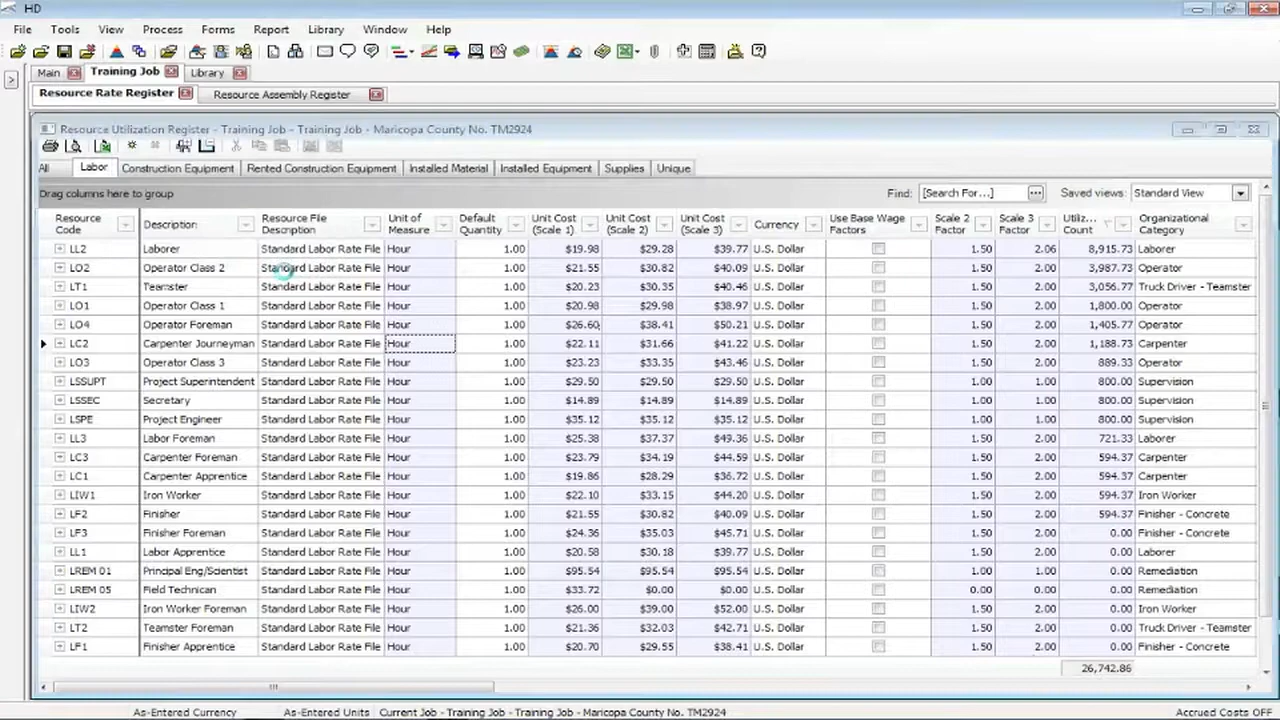 HD
File Tools View Process Forms Report Library Window Help
Main Training Job Library
Resource Rate Register Resource Assembly Register
Resource Utilization Register - Training Job - Training Job - Maricopa County No. TM2924
All Labor Construction Equipment Rented Construction Equipment Installed Material Installed Equipment Supplies Unique
Drag columns here to group Find: [Search For...] Saved views: Standard View
Resource Code Description Resource File Description Unit of Measure Default Quantity Unit Cost (Scale 1) Unit Cost (Scale 2) Unit Cost (Scale 3) Currency Use Base Wage Factors Scale 2 Factor Scale 3 Factor Utiliz... Count Organizational Category
LL2 Laborer Standard Labor Rate File Hour 1.00 $19.98 $29.28 $39.77 U.S. Dollar 1.50 2.06 8,915.73 Laborer
LO2 Operator Class 2 Standard Labor Rate File Hour 1.00 $21.55 $30.82 $40.09 U.S. Dollar 1.50 2.00 3,987.73 Operator
LT1 Teamster Standard Labor Rate File Hour 1.00 $20.23 $30.35 $40.46 U.S. Dollar 1.50 2.00 3,056.77 Truck Driver - Teamster
LO1 Operator Class 1 Standard Labor Rate File Hour 1.00 $20.98 $29.98 $38.97 U.S. Dollar 1.50 2.00 1,800.00 Operator
LO4 Operator Foreman Standard Labor Rate File Hour 1.00 $26.60 $38.41 $50.21 U.S. Dollar 1.50 2.00 1,405.77 Operator
LC2 Carpenter Journeyman Standard Labor Rate File Hour 1.00 $22.11 $31.66 $41.22 U.S. Dollar 1.50 2.00 1,188.73 Carpenter
LO3 Operator Class 3 Standard Labor Rate File Hour 1.00 $23.23 $33.35 $43.46 U.S. Dollar 1.50 2.00 889.33 Operator
LSSUPT Project Superintendent Standard Labor Rate File Hour 1.00 $29.50 $29.50 $29.50 U.S. Dollar 1.00 1.00 800.00 Supervision
LSSEC Secretary Standard Labor Rate File Hour 1.00 $14.89 $14.89 $14.89 U.S. Dollar 1.00 1.00 800.00 Supervision
LSPE Project Engineer Standard Labor Rate File Hour 1.00 $35.12 $35.12 $35.12 U.S. Dollar 1.00 1.00 800.00 Supervision
LL3 Labor Foreman Standard Labor Rate File Hour 1.00 $25.38 $37.37 $49.36 U.S. Dollar 1.50 2.00 721.33 Laborer
LC3 Carpenter Foreman Standard Labor Rate File Hour 1.00 $23.79 $34.19 $44.59 U.S. Dollar 1.50 2.00 594.37 Carpenter
LC1 Carpenter Apprentice Standard Labor Rate File Hour 1.00 $19.86 $28.29 $36.72 U.S. Dollar 1.50 2.00 594.37 Carpenter
LIW1 Iron Worker Standard Labor Rate File Hour 1.00 $22.10 $33.15 $44.20 U.S. Dollar 1.50 2.00 594.37 Iron Worker
LF2 Finisher Standard Labor Rate File Hour 1.00 $21.55 $30.82 $40.09 U.S. Dollar 1.50 2.00 594.37 Finisher - Concrete
LF3 Finisher Foreman Standard Labor Rate File Hour 1.00 $24.36 $35.03 $45.71 U.S. Dollar 1.50 2.00 0.00 Finisher - Concrete
LL1 Labor Apprentice Standard Labor Rate File Hour 1.00 $20.58 $30.18 $39.77 U.S. Dollar 1.50 2.00 0.00 Laborer
LREM 01 Principal Eng/Scientist Standard Labor Rate File Hour 1.00 $95.54 $95.54 $95.54 U.S. Dollar 1.00 1.00 0.00 Remediation
LREM 05 Field Technican Standard Labor Rate File Hour 1.00 $33.72 $0.00 $0.00 U.S. Dollar 0.00 0.00 0.00 Remediation
LIW2 Iron Worker Foreman Standard Labor Rate File Hour 1.00 $26.00 $39.00 $52.00 U.S. Dollar 1.50 2.00 0.00 Iron Worker
LT2 Teamster Foreman Standard Labor Rate File Hour 1.00 $21.36 $32.03 $42.71 U.S. Dollar 1.50 2.00 0.00 Truck Driver - Teamster
LF1 Finisher Apprentice Standard Labor Rate File Hour 1.00 $20.70 $29.55 $38.41 U.S. Dollar 1.50 2.00 0.00 Finisher - Concrete
26,742.86
As-Entered Currency As-Entered Units Current Job - Training Job - Training Job - Maricopa County No. TM2924 Accrued Costs OFF